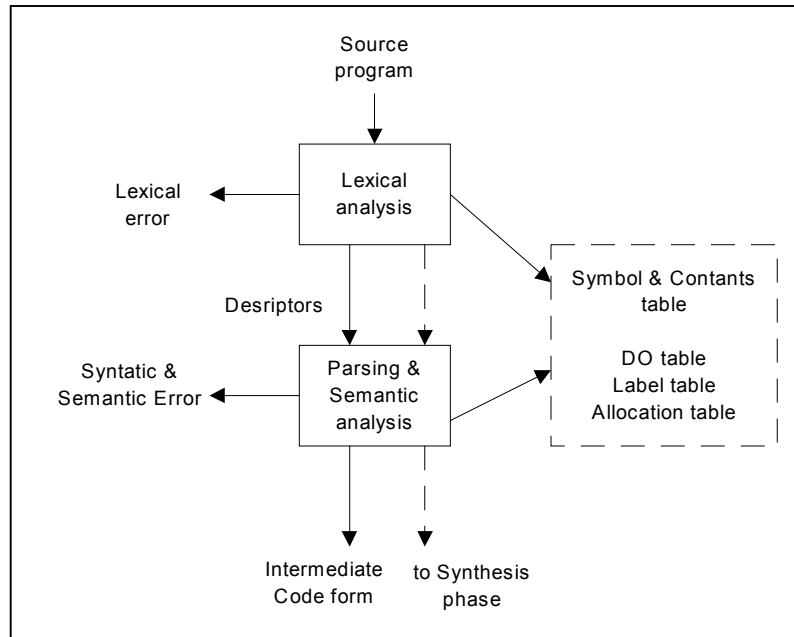 Source
program
Lexical
analysis
Lexical
error
Symbol & Contants
table
DO table
Label table
Allocation table
Desriptors
Parsing &
Semantic
analysis
Syntatic &
Semantic Error
Intermediate
Code form
to Synthesis
phase